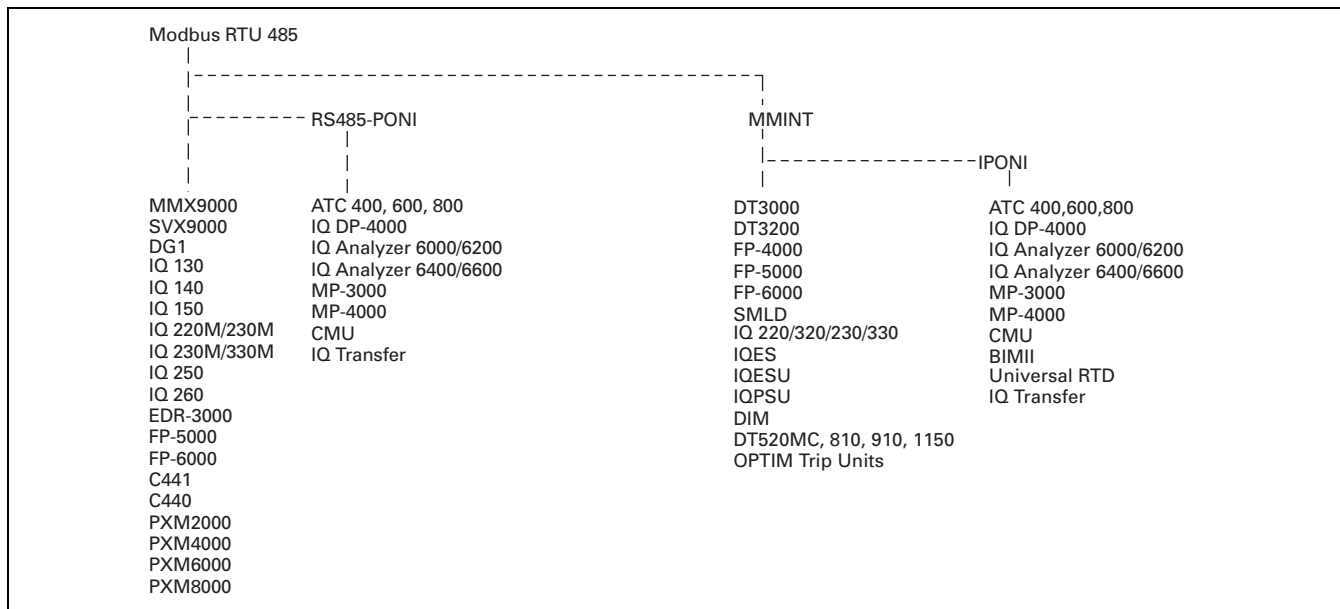 Modbus RTU 485
RS485-PONI
MMINT
IPONI
MMX9000
SVX9000
DG1
IQ 130
IQ 140
IQ 150
IQ 220M/230M
IQ 230M/330M
IQ 250
IQ 260
EDR-3000
FP-5000
FP-6000
C441
C440
PXM2000
PXM4000
PXM6000
PXM8000
ATC 400, 600, 800
IQ DP-4000
IQ Analyzer 6000/6200
IQ Analyzer 6400/6600
MP-3000
MP-4000
CMU
IQ Transfer
DT3000
DT3200
FP-4000
FP-5000
FP-6000
SMLD
IQ 220/320/230/330
IQES
IQESU
IQPSU
DIM
DT520MC, 810, 910, 1150
OPTIM Trip Units
ATC 400,600,800
IQ DP-4000
IQ Analyzer 6000/6200
IQ Analyzer 6400/6600
MP-3000
MP-4000
CMU
BIMII
Universal RTD
IQ Transfer